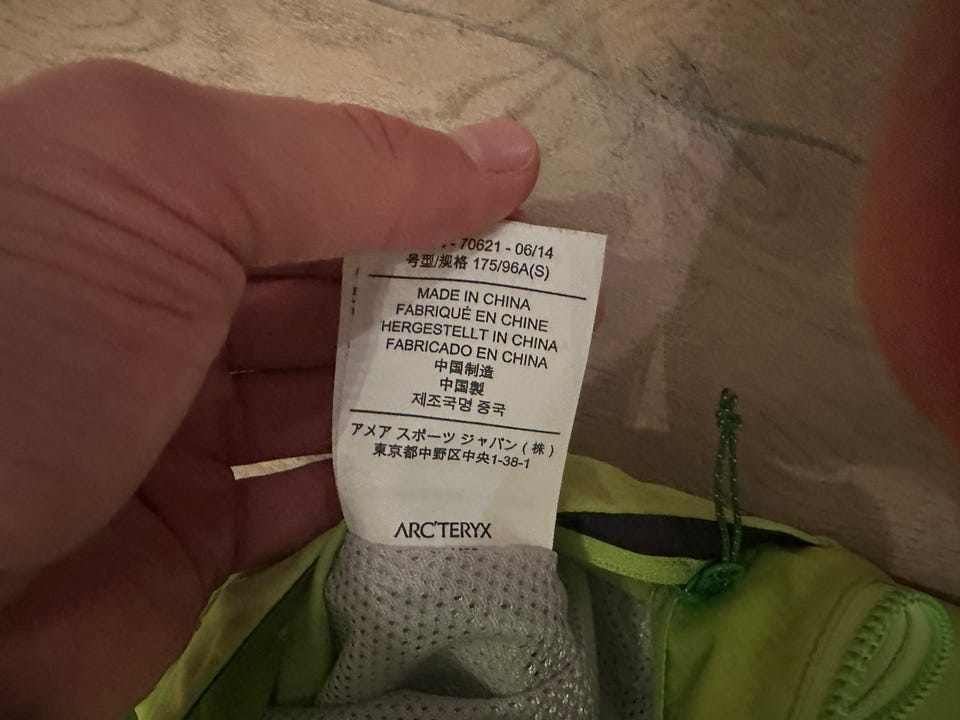 - 70621 - 06/14
号型/规格 175/96A(S)
MADE IN CHINA
FABRIQUÉ EN CHINE
HERGESTELLT IN CHINA
FABRICADO EN CHINA
中国制造
中国製
제조국명 중국
アメア スポーツ ジャパン ( 株 )
東京都中野区中央1-38-1
ARC'TERYX